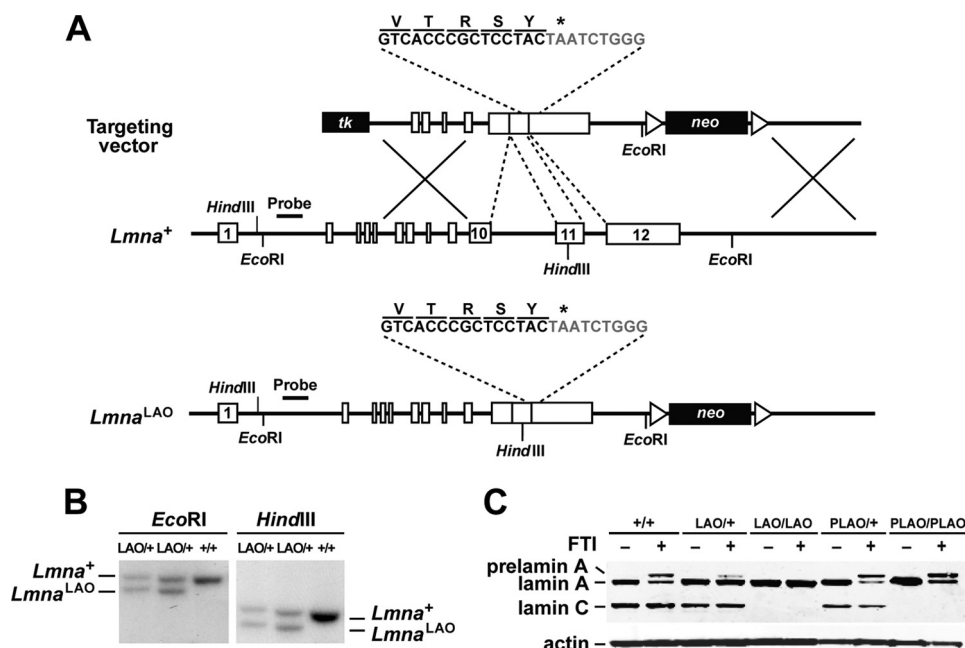 A
V T R S Y *
GTCACCCGCTCCTACTAATCTGGG
tk
neo
Targeting
vector
EcoRI
HindIII
Probe
Lmna+
1
10
11
12
EcoRI
HindIII
EcoRI
V T R S Y *
GTCACCCGCTCCTACTAATCTGGG
HindIII
Probe
LmnaLAO
1
neo
EcoRI
HindIII
EcoRI
B
EcoRI
HindIII
LAO/+ LAO/+ +/+
LAO/+ LAO/+ +/+
Lmna+
LmnaLAO
Lmna+
LmnaLAO
C
+/+ LAO/+ LAO/LAO PLAO/+ PLAO/PLAO
FTI − + − + − + − + − +
prelamin A
lamin A
lamin C
actin